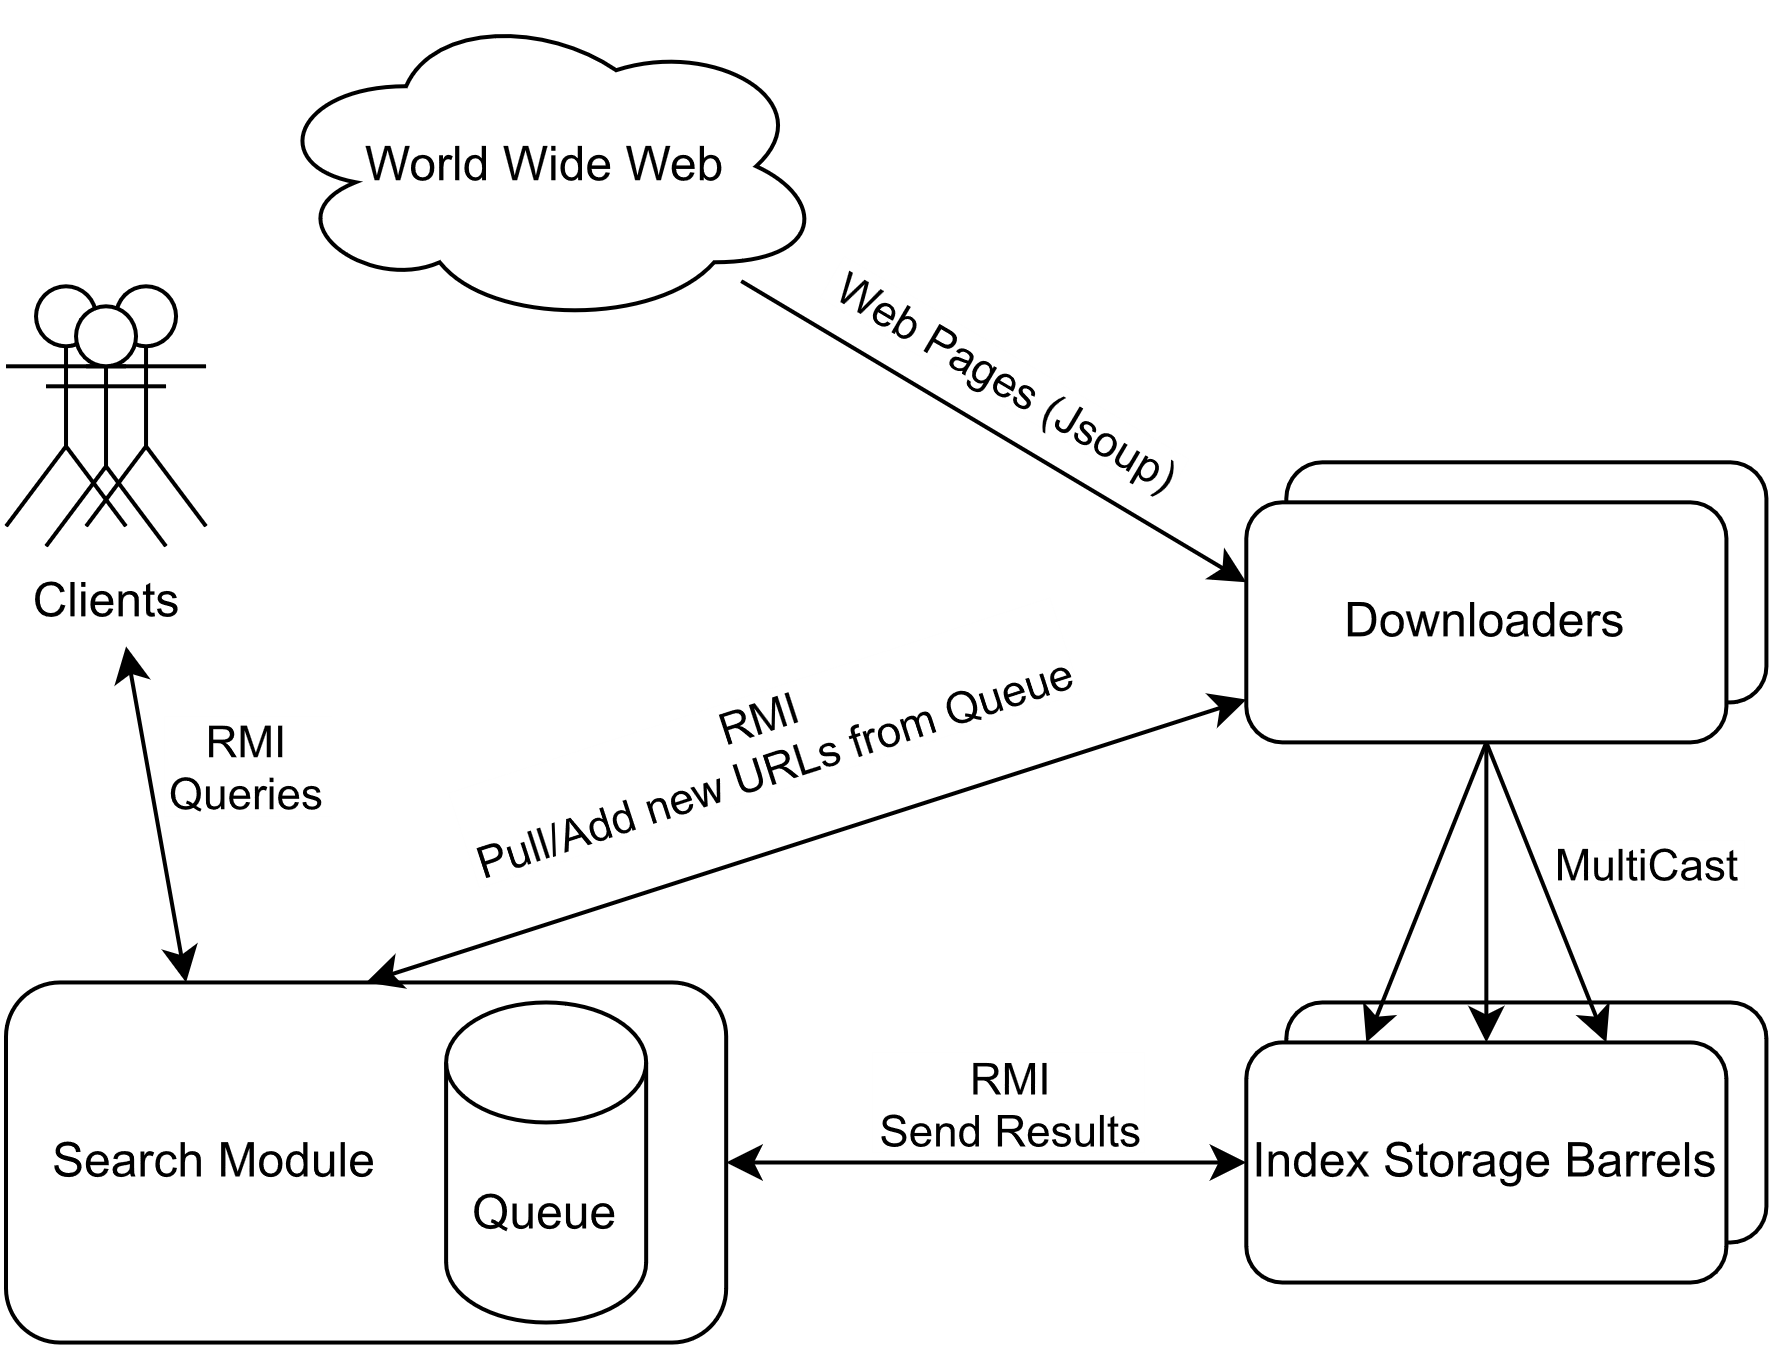 World Wide Web
Web Pages (Jsoup)
Clients
Downloaders
RMI
Pull/Add new URLs from Queue
RMI
Queries
MultiCast
RMI
Send Results
Search Module
Queue
Index Storage Barrels